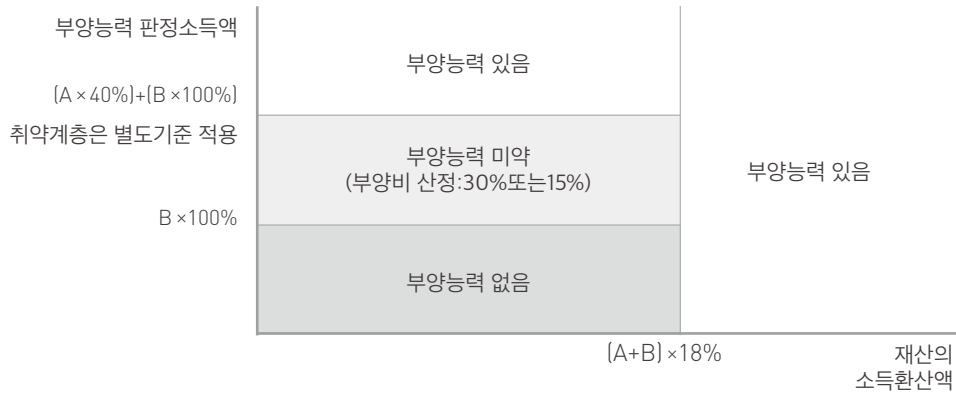 부양능력 판정소득액
부양능력 있음
(A×40%)+(B×100%)
취약계층은 별도기준 적용
부양능력 미약
(부양비 산정:30%또는15%)
부양능력 있음
B×100%
부양능력 없음
(A+B)×18%
재산의
소득환산액